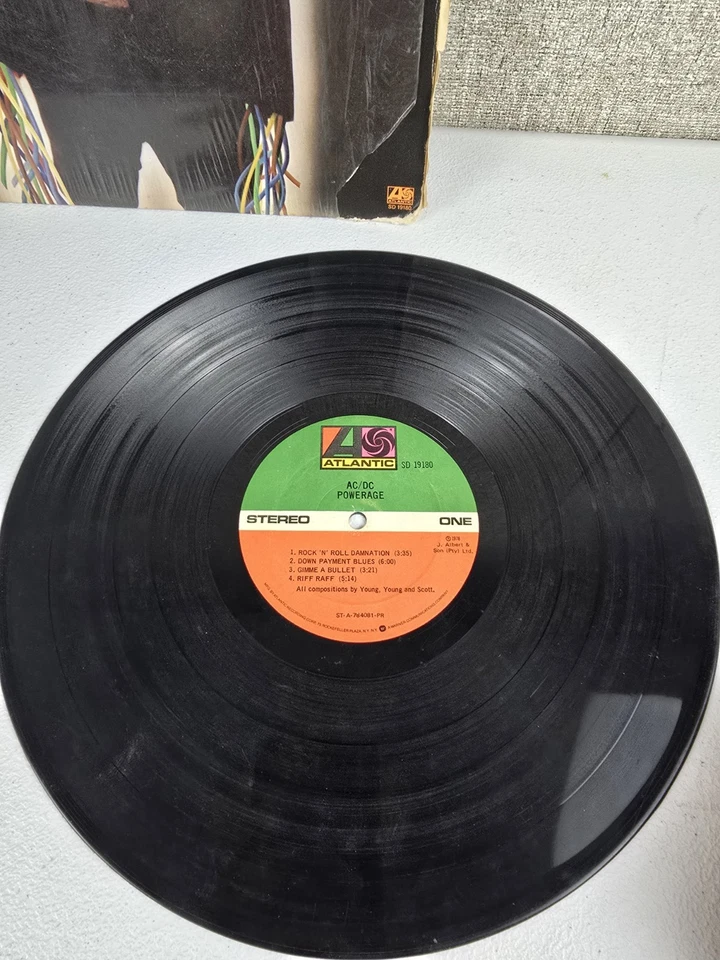 SD 19180
ATLANTIC SD 19180
AC/DC
POWERAGE
STEREO ONE
℗ 1978
J. Albert &
Son (Pty) Ltd.
1. ROCK 'N' ROLL DAMNATION (3:35)
2. DOWN PAYMENT BLUES (6:00)
3. GIMME A BULLET (3:21)
4. RIFF RAFF (5:14)
All compositions by Young, Young and Scott.
ST-A-784081-PR